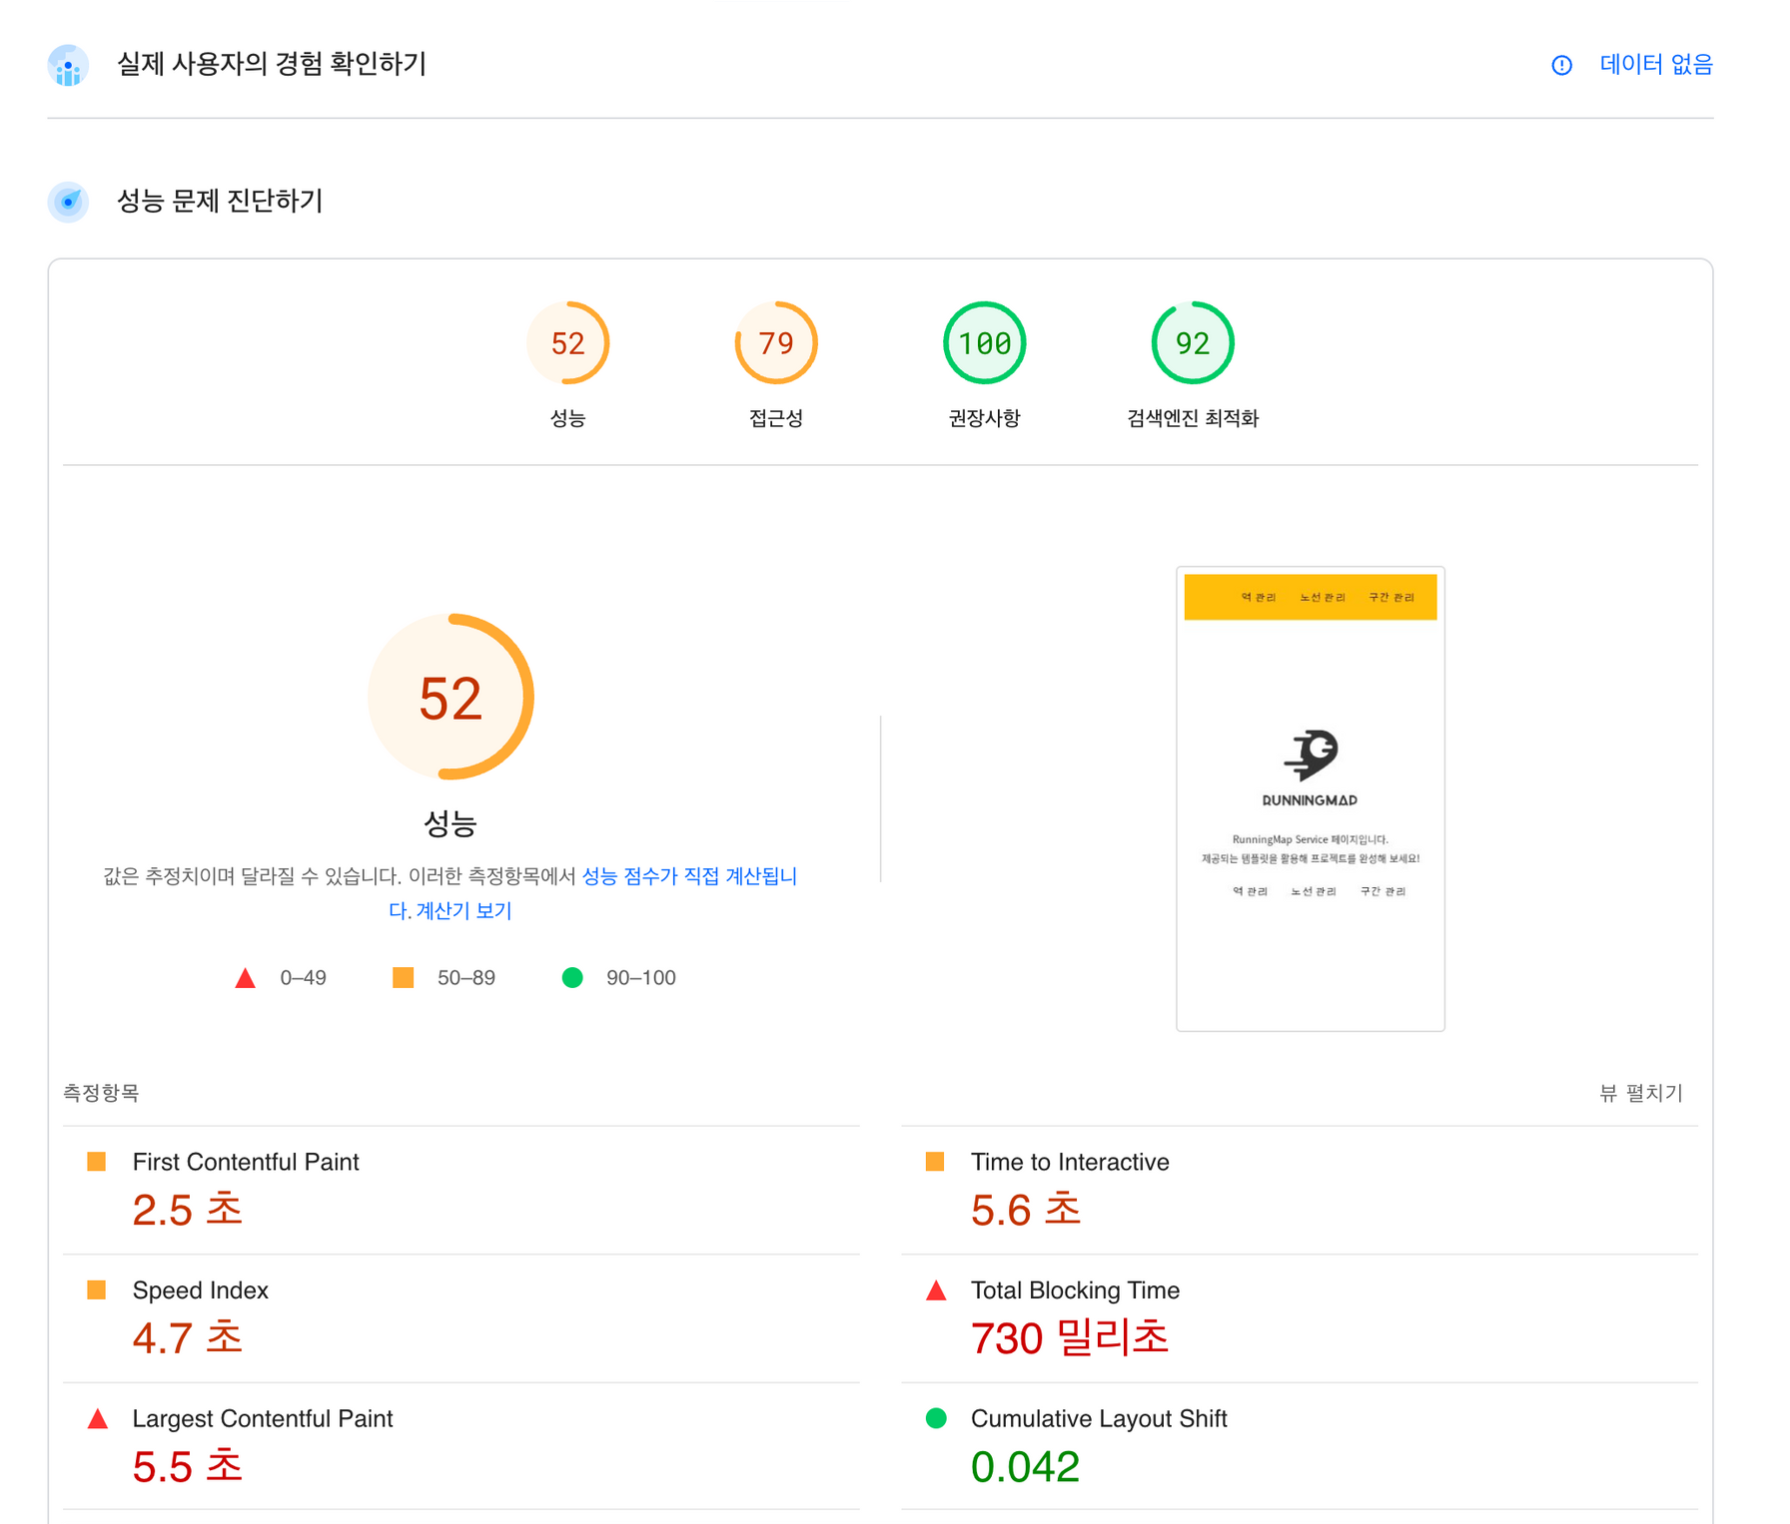 실제 사용자의 경험 확인하기
데이터 없음
성능 문제 진단하기
52
79
100
92
성능
접근성
권장사항
검색엔진 최적화
52
성능
값은 추정치이며 달라질 수 있습니다. 이러한 측정항목에서 성능 점수가 직접 계산됩니
다. 계산기 보기
0–49
50–89
90–100
역 관리
노선 관리
구간 관리
RUNNINGMAP
RunningMap Service 페이지입니다.
제공되는 템플릿을 활용해 프로젝트를 완성해 보세요!
역 관리
노선 관리
구간 관리
측정항목
뷰 펼치기
First Contentful Paint
2.5 초
Time to Interactive
5.6 초
Speed Index
4.7 초
Total Blocking Time
730 밀리초
Largest Contentful Paint
5.5 초
Cumulative Layout Shift
0.042